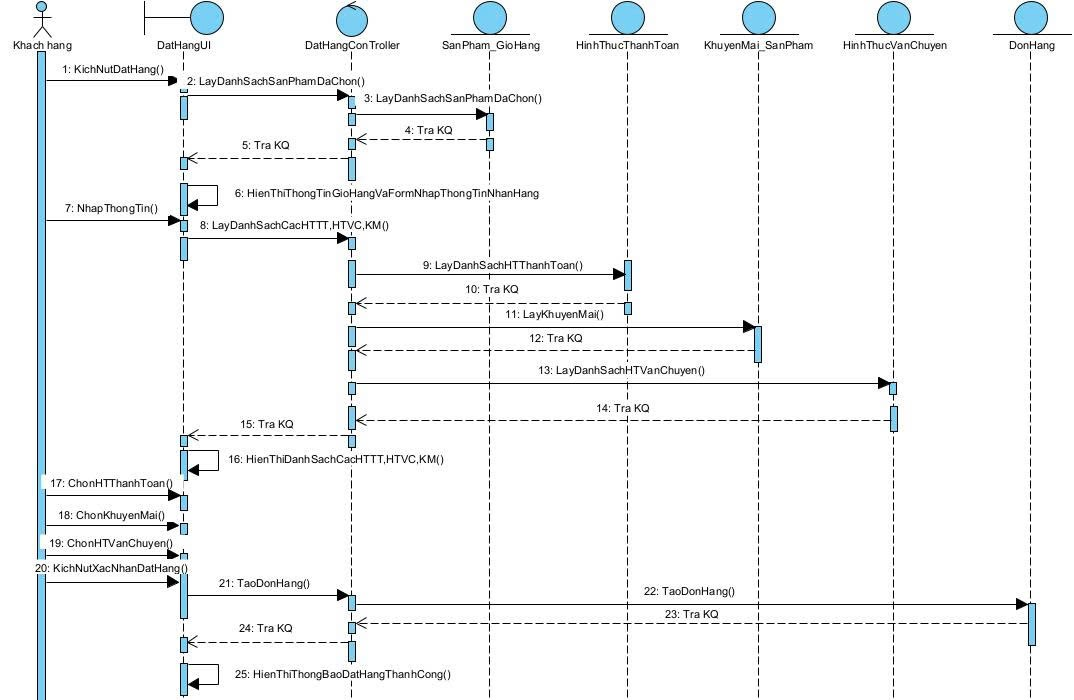 Khach hang
DatHangUI
DatHangConTroller
SanPham_GioHang
HinhThucThanhToan
KhuyenMai_SanPham
HinhThucVanChuyen
DonHang
1: KichNutDatHang()
2: LayDanhSachSanPhamDaChon()
3: LayDanhSachSanPhamDaChon()
4: Tra KQ
5: Tra KQ
6: HienThiThongTinGioHangVaFormNhapThongTinNhanHang
7: NhapThongTin()
8: LayDanhSachCacHTTT,HTVC,KM()
9: LayDanhSachHTThanhToan()
10: Tra KQ
11: LayKhuyenMai()
12: Tra KQ
13: LayDanhSachHTVanChuyen()
14: Tra KQ
15: Tra KQ
16: HienThiDanhSachCacHTTT,HTVC,KM()
17: ChonHTThanhToan()
18: ChonKhuyenMai()
19: ChonHTVanChuyen()
20: KichNutXacNhanDatHang()
21: TaoDonHang()
22: TaoDonHang()
23: Tra KQ
24: Tra KQ
25: HienThiThongBaoDatHangThanhCong()